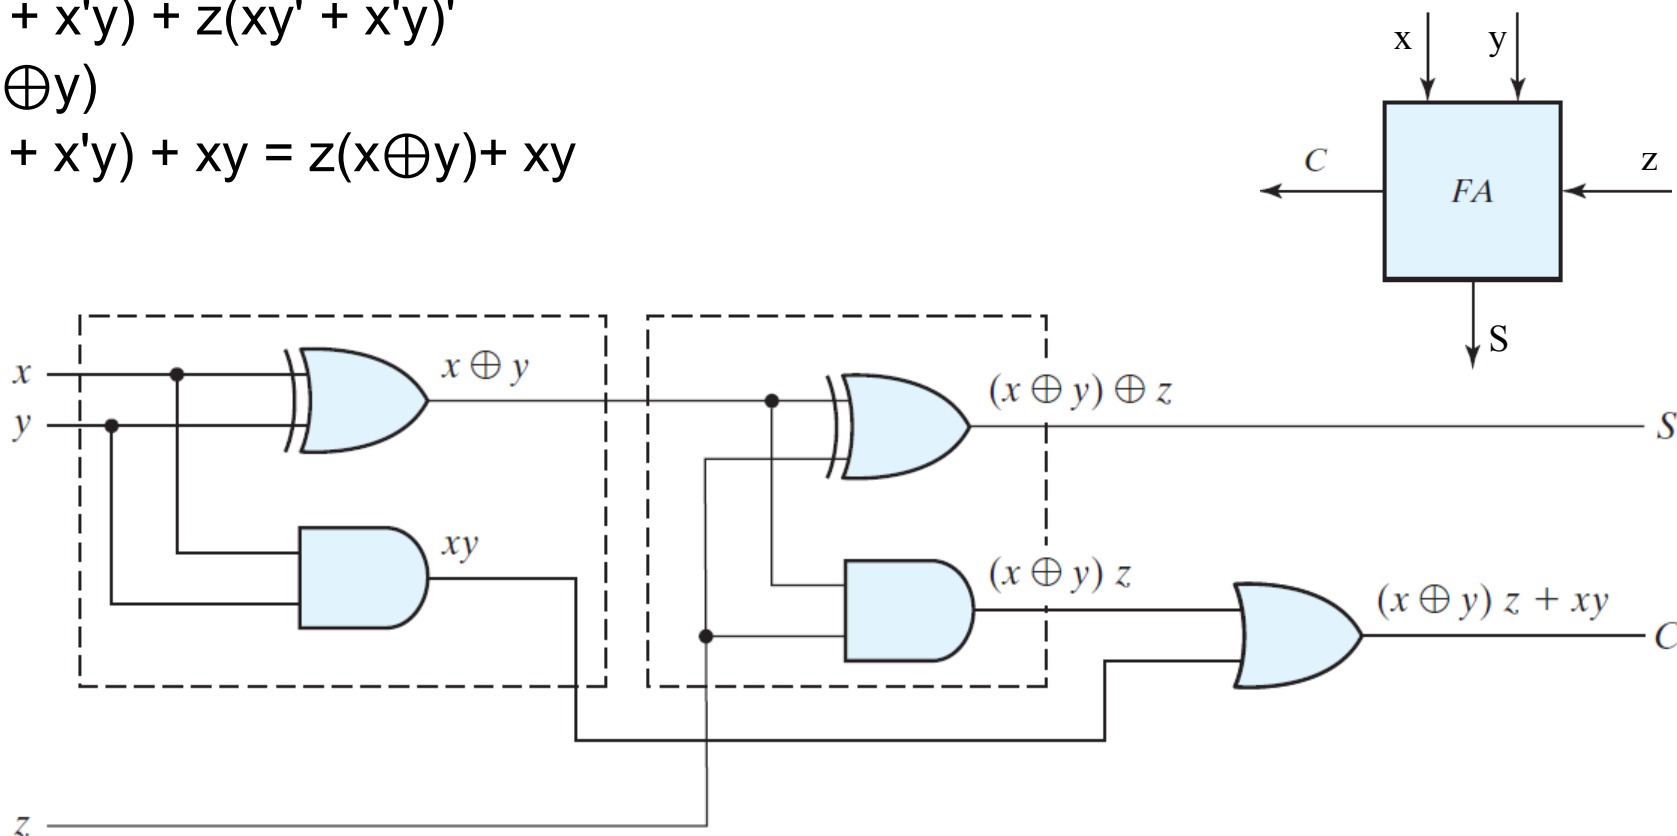 + x'y) + z(xy' + x'y)'
⊕y)
+ x'y) + xy = z(x⊕y)+ xy
x y
C FA z
S
x x ⊕ y (x ⊕ y) ⊕ z
y S
xy (x ⊕ y) z (x ⊕ y) z + xy
C
z